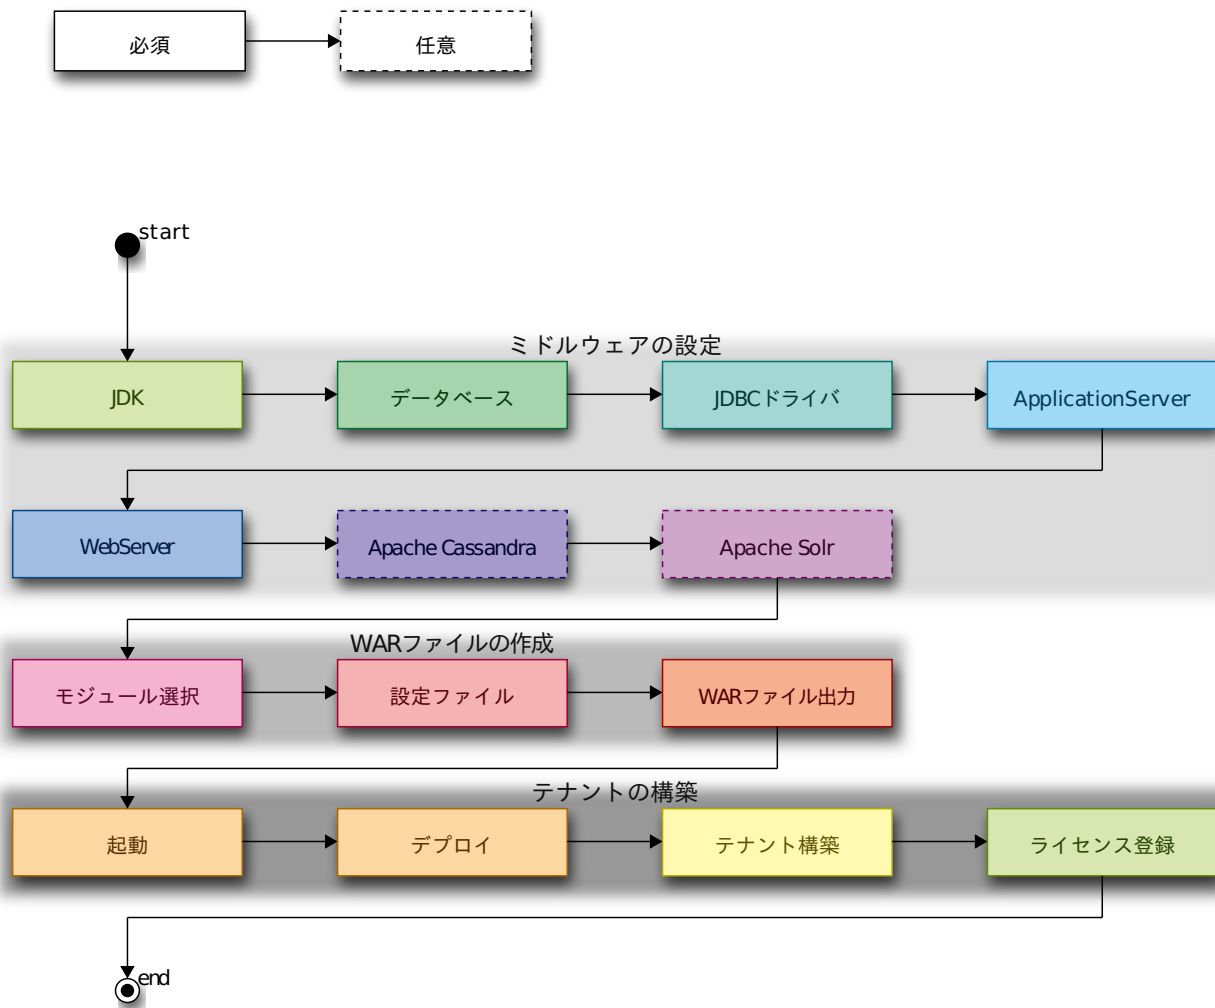 必須
任意
start
ミドルウェアの設定
JDK
データベース
JDBCドライバ
ApplicationServer
WebServer
Apache Cassandra
Apache Solr
WARファイルの作成
モジュール選択
設定ファイル
WARファイル出力
テナントの構築
起動
デプロイ
テナント構築
ライセンス登録
end